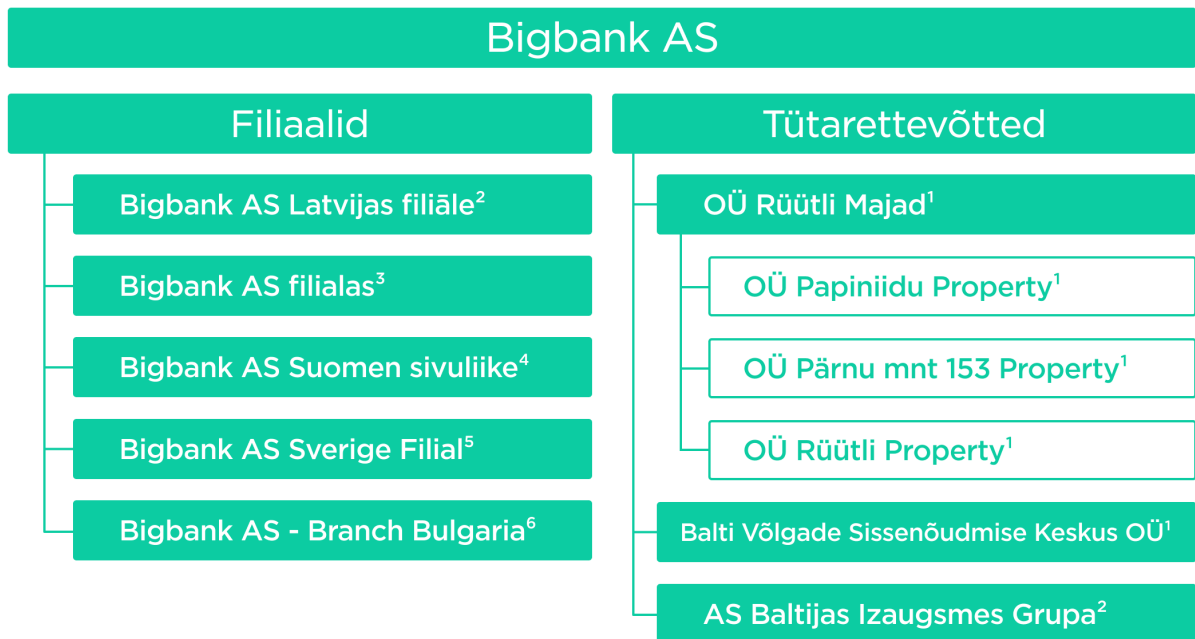 Bigbank AS
Filiaalid
Bigbank AS Latvijas filiāle²
Bigbank AS filialas³
Bigbank AS Suomen sivuliike⁴
Bigbank AS Sverige Filial⁵
Bigbank AS - Branch Bulgaria⁶
Tütarettevõtted
OÜ Rüütli Majad¹
OÜ Papiniidu Property¹
OÜ Pärnu mnt 153 Property¹
OÜ Rüütli Property¹
Balti Võlgade Sissenõudmise Keskus OÜ¹
AS Baltijas Izaugsmes Grupa²